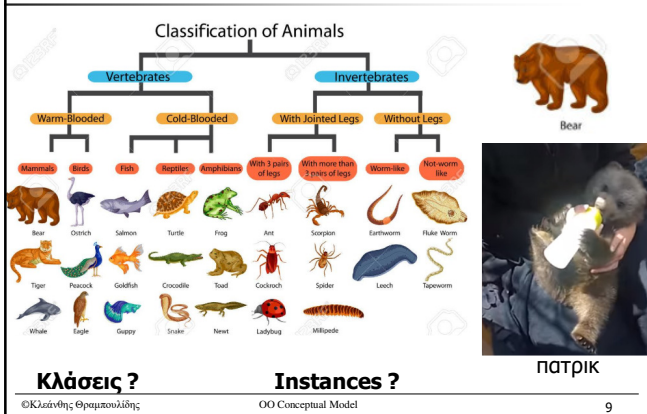 Classification of Animals
Vertebrates Invertebrates
Warm-Blooded Cold-Blooded With Jointed Legs Without Legs
Mammals Birds Fish Reptiles Amphibians With 3 pairs of legs With more than 3 pairs of legs Worm-like Not-worm like
Bear Ostrich Salmon Turtle Frog Ant Scorpion Earthworm Fluke Worm
Tiger Peacock Goldfish Crocodile Toad Cockroch Spider Leech Tapeworm
Whale Eagle Guppy Snake Newt Ladybug Millipede
Bear
πατρικ
Κλάσεις ? Instances ?
©Κλεάνθης Θραμπουλίδης OO Conceptual Model 9